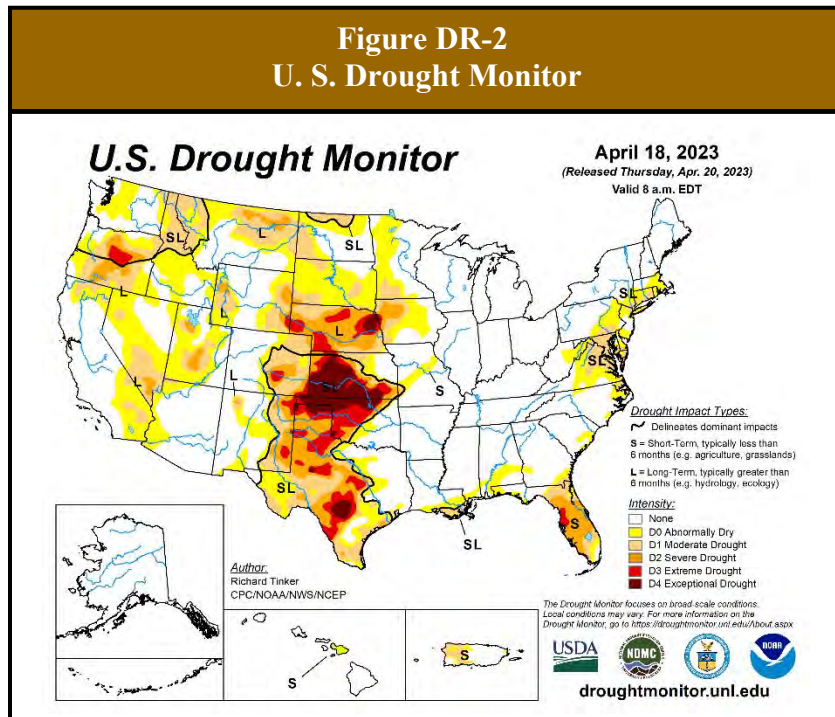 Figure DR-2
U. S. Drought Monitor
U.S. Drought Monitor
April 18, 2023
(Released Thursday, Apr. 20, 2023)
Valid 8 a.m. EDT
SL
L
SL
L
L
L
L
L
S
SL
SL
SL
S
SL
Drought Impact Types:
Delineates dominant impacts
S = Short-Term, typically less than
6 months (e.g. agriculture, grasslands)
L = Long-Term, typically greater than
6 months (e.g. hydrology, ecology)
Intensity:
None
D0 Abnormally Dry
D1 Moderate Drought
D2 Severe Drought
D3 Extreme Drought
D4 Exceptional Drought
Author:
Richard Tinker
CPC/NOAA/NWS/NCEP
S
S
The Drought Monitor focuses on broad-scale conditions.
Local conditions may vary. For more information on the
Drought Monitor, go to https://droughtmonitor.unl.edu/About.aspx
USDA
NDMC
NOAA
droughtmonitor.unl.edu